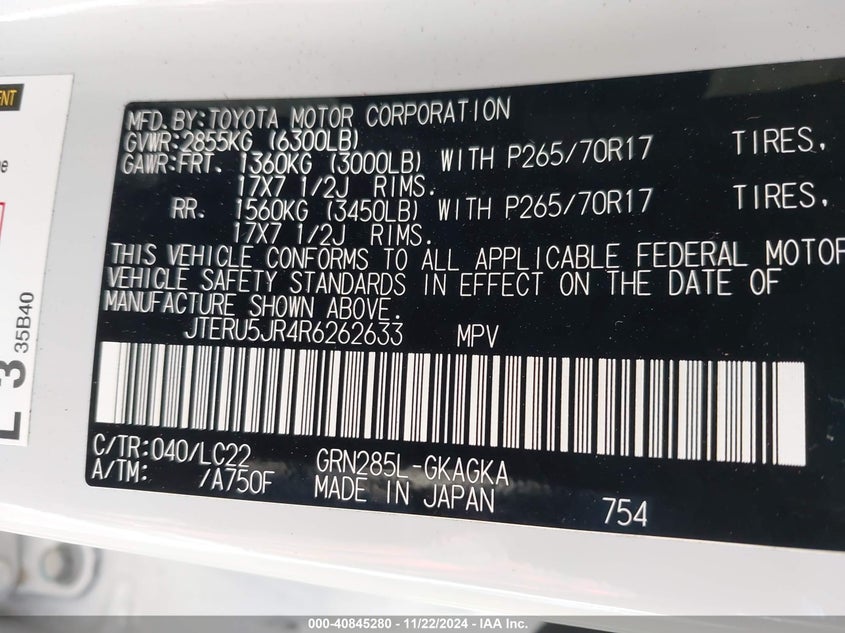 MFD. BY: TOYOTA MOTOR CORPORATION
GVWR: 2855KG (6300LB)
GAWR: FRT. 1360KG (3000LB) WITH P265/70R17 TIRES,
17X7 1/2J RIMS.
RR. 1560KG (3450LB) WITH P265/70R17 TIRES,
17X7 1/2J RIMS.
THIS VEHICLE CONFORMS TO ALL APPLICABLE FEDERAL MOTOR
VEHICLE SAFETY STANDARDS IN EFFECT ON THE DATE OF
MANUFACTURE SHOWN ABOVE.
JTERU5JR4R6262633 MPV
C/TR: 040/LC22 GRN285L-GKAGKA
A/TM: /A750F MADE IN JAPAN 754
35B40
3
000-40845280 - 11/22/2024 - IAA Inc.